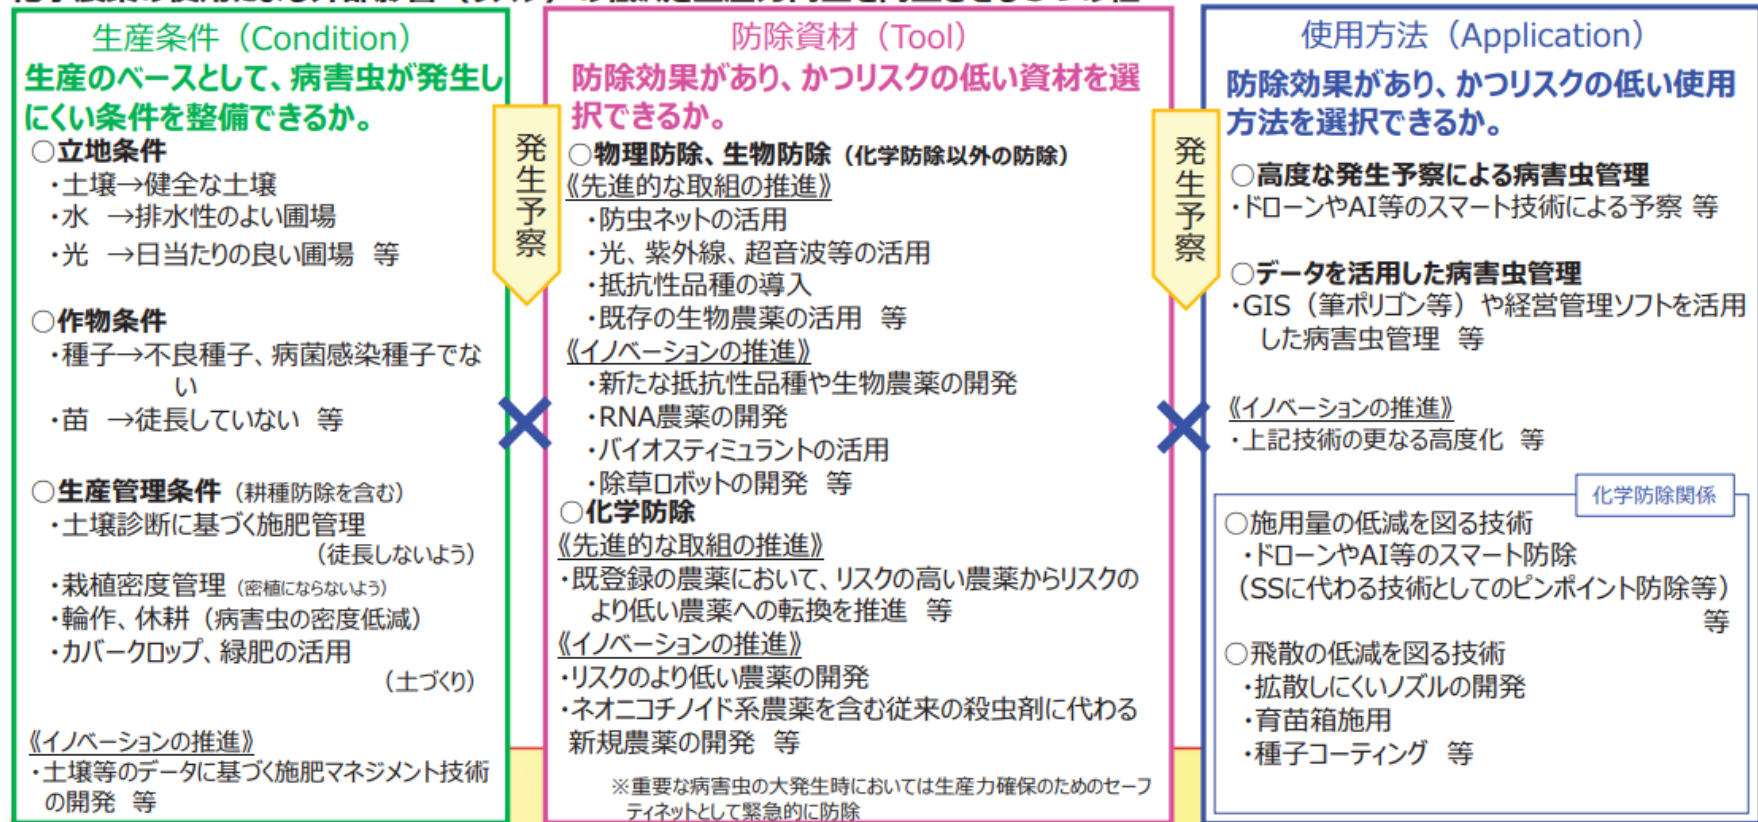 生産条件（Condition）
生産のベースとして、病害虫が発生し
にくい条件を整備できるか。
○立地条件
・土壌→健全な土壌
・水　→排水性のよい圃場
・光　→日当たりの良い圃場　等
○作物条件
・種子→不良種子、病菌感染種子でな
い
・苗　→徒長していない　等
○生産管理条件（耕種防除を含む）
・土壌診断に基づく施肥管理
（徒長しないよう）
・栽植密度管理（密植にならないよう）
・輪作、休耕（病害虫の密度低減）
・カバークロップ、緑肥の活用
（土づくり）
《イノベーションの推進》
・土壌等のデータに基づく施肥マネジメント技術
の開発　等
発生予察
×
防除資材（Tool）
防除効果があり、かつリスクの低い資材を選
択できるか。
○物理防除、生物防除（化学防除以外の防除）
《先進的な取組の推進》
・防虫ネットの活用
・光、紫外線、超音波等の活用
・抵抗性品種の導入
・既存の生物農薬の活用　等
《イノベーションの推進》
・新たな抵抗性品種や生物農薬の開発
・RNA農薬の開発
・バイオスティミュラントの活用
・除草ロボットの開発　等
○化学防除
《先進的な取組の推進》
・既登録の農薬において、リスクの高い農薬からリスクの
より低い農薬への転換を推進　等
《イノベーションの推進》
・リスクのより低い農薬の開発
・ネオニコチノイド系農薬を含む従来の殺虫剤に代わる
新規農薬の開発　等
※重要な病害虫の大発生時においては生産力確保のためのセーフ
ティネットとして緊急的に防除
発生予察
×
使用方法（Application）
防除効果があり、かつリスクの低い使用
方法を選択できるか。
○高度な発生予察による病害虫管理
・ドローンやAI等のスマート技術による予察 等
○データを活用した病害虫管理
・GIS（筆ポリゴン等）や経営管理ソフトを活用
した病害虫管理　等
《イノベーションの推進》
・上記技術の更なる高度化　等
化学防除関係
○施用量の低減を図る技術
・ドローンやAI等のスマート防除
（SSに代わる技術としてのピンポイント防除等）
等
○飛散の低減を図る技術
・拡散しにくいノズルの開発
・育苗箱施用
・種子コーティング　等